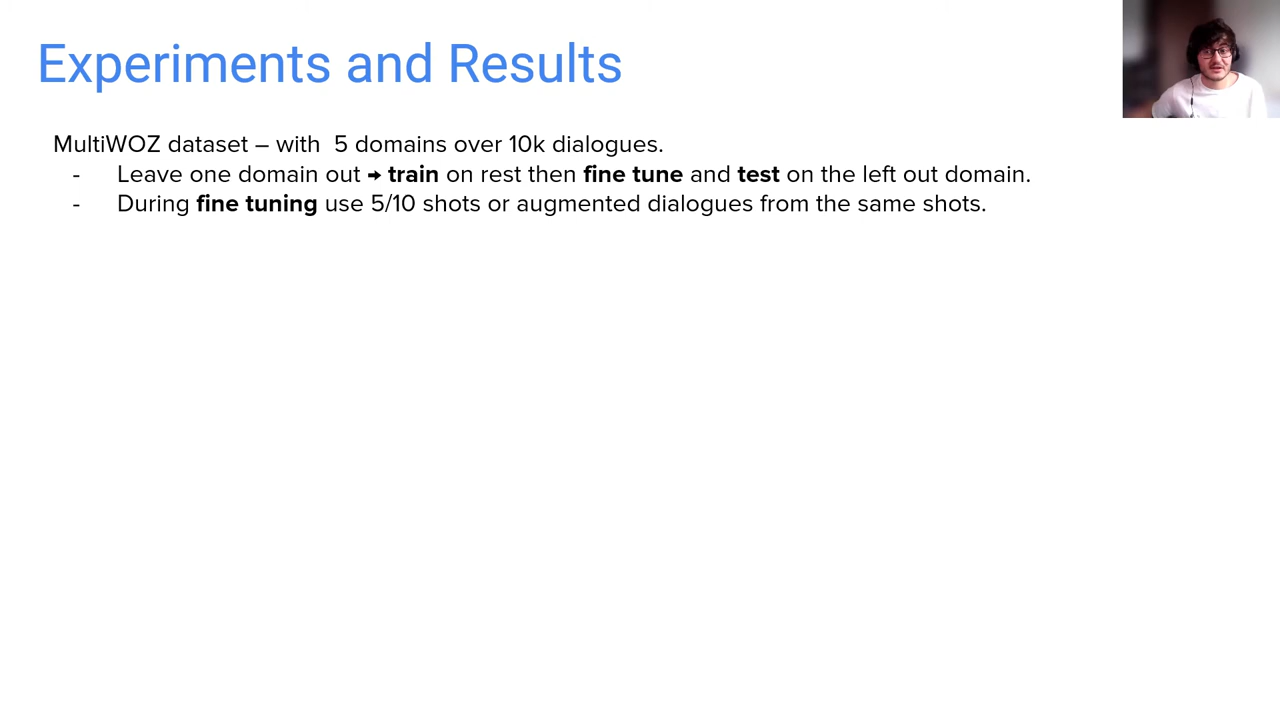 Experiments and Results
MultiWOZ dataset – with  5 domains over 10k dialogues.
- Leave one domain out → train on rest then fine tune and test on the left out domain.
- During fine tuning use 5/10 shots or augmented dialogues from the same shots.